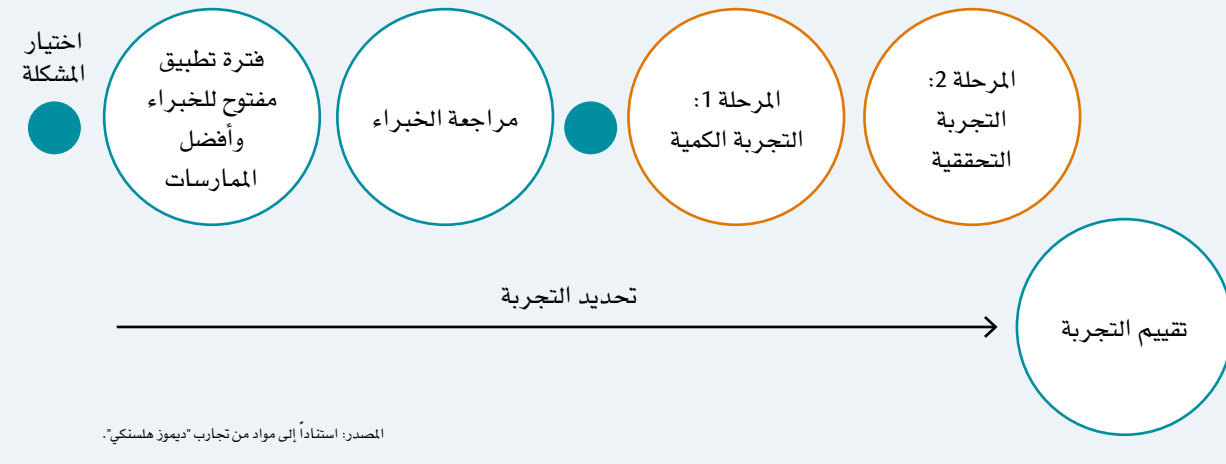 اختيار
المشكلة
فترة تطبيق
مفتوح للخبراء
وأفضل
الممارسات
مراجعة الخبراء
المرحلة 1:
التجربة الكمية
المرحلة 2:
التجربة
التحققية
تحديد التجربة
تقييم التجربة
المصدر: استناداً إلى مواد من تجارب "ديموز هلسنكي".